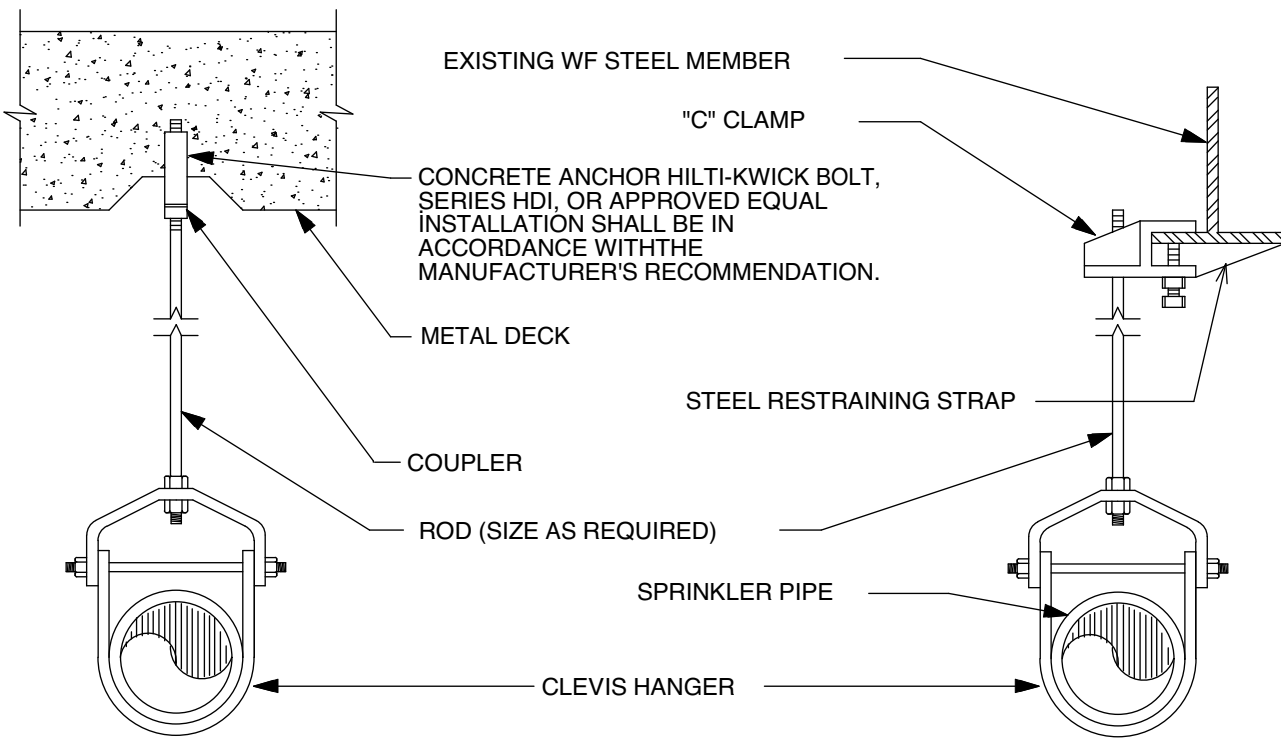 EXISTING WF STEEL MEMBER
"C" CLAMP
CONCRETE ANCHOR HILTI-KWICK BOLT,
SERIES HDI, OR APPROVED EQUAL
INSTALLATION SHALL BE IN
ACCORDANCE WITHTHE
MANUFACTURER'S RECOMMENDATION.
METAL DECK
STEEL RESTRAINING STRAP
COUPLER
ROD (SIZE AS REQUIRED)
SPRINKLER PIPE
CLEVIS HANGER